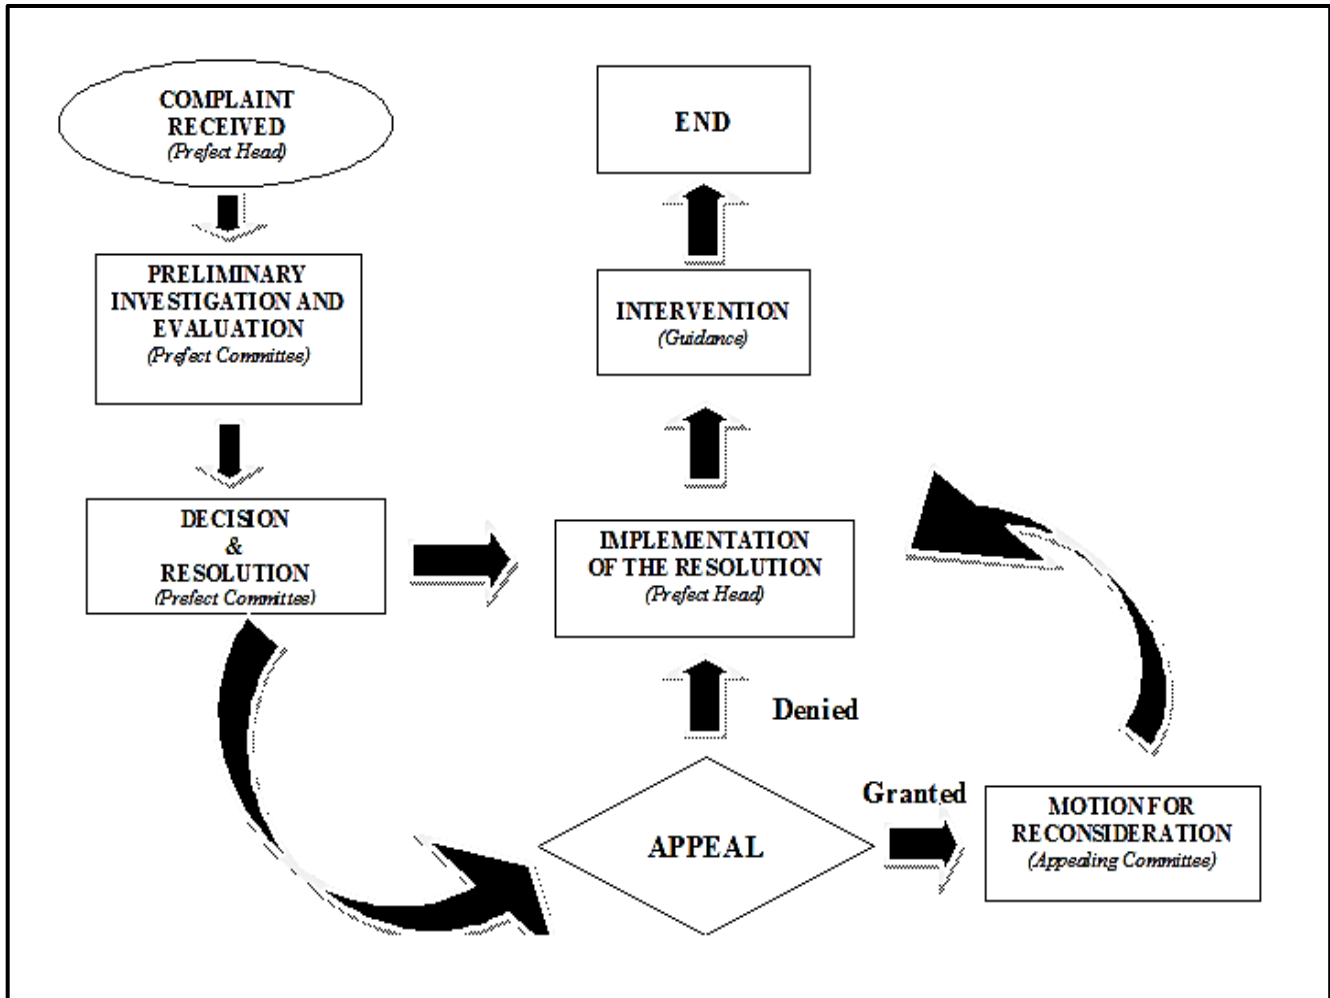 COMPLAINT
RECEIVED
(Prefect Head)
PRELIMINARY
INVESTIGATION AND
EVALUATION
(Prefect Committee)
DECISION
&
RESOLUTION
(Prefect Committee)
END
INTERVENTION
(Guidance)
IMPLEMENTATION
OF THE RESOLUTION
(Prefect Head)
Denied
APPEAL
Granted
MOTION FOR
RECONSIDERATION
(Appealing Committee)